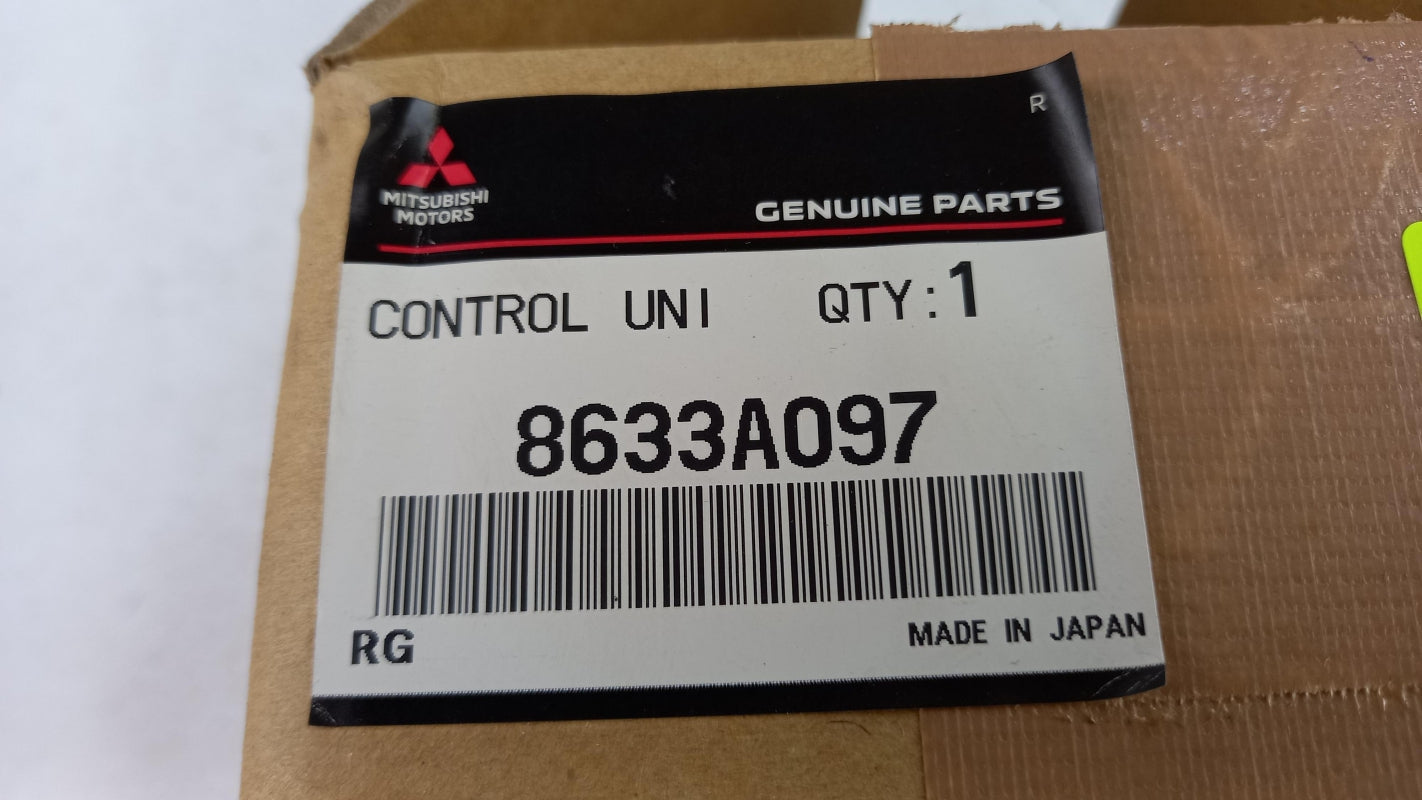 R
MITSUBISHI
MOTORS
GENUINE PARTS
CONTROL UNI QTY:1
8633A097
RG
MADE IN JAPAN